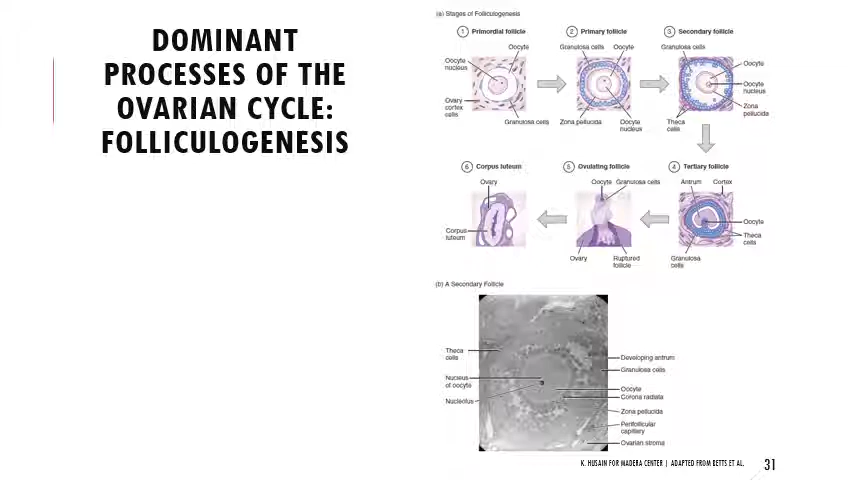 DOMINANT
PROCESSES OF THE
OVARIAN CYCLE:
FOLLICULOGENESIS
(a) Stages of Folliculogenesis
1 Primordial follicle
Oocyte
Oocyte
nucleus
Ovary
cortex
cells
Granulosa cells
2 Primary follicle
Granulosa cells
Oocyte
Zona pellucida
Oocyte
nucleus
3 Secondary follicle
Granulosa cells
Oocyte
Oocyte
nucleus
Zona
pellucida
Theca
cells
6 Corpus luteum
Ovary
Corpus
luteum
5 Ovulating follicle
Oocyte
Granulosa cells
Ovary
Ruptured
follicle
4 Tertiary follicle
Antrum
Cortex
Oocyte
Theca
cells
Granulosa
cells
(b) A Secondary Follicle
Theca
cells
Nucleus
of oocyte
Nucleolus
Developing antrum
Granulosa cells
Oocyte
Corona radiata
Zona pellucida
Perifollicular
capillary
Ovarian stroma
K. HUSAIN FOR MADERA CENTER | ADAPTED FROM BETTS ET AL.
31